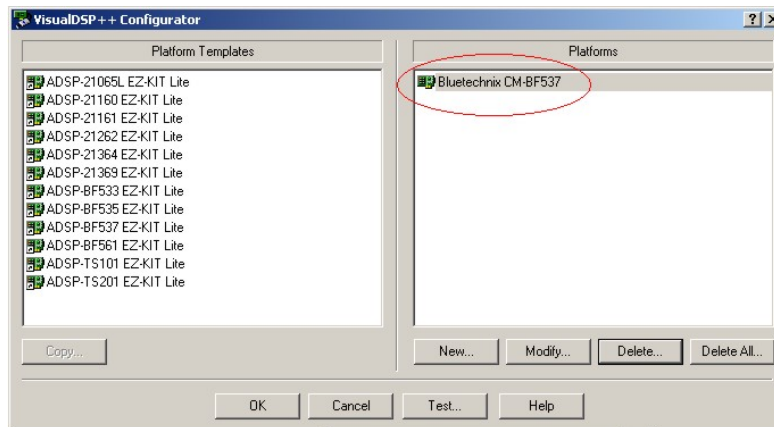 VisualDSP++ Configurator
Platform Templates
ADSP-21065L EZ-KIT Lite
ADSP-21160 EZ-KIT Lite
ADSP-21161 EZ-KIT Lite
ADSP-21262 EZ-KIT Lite
ADSP-21364 EZ-KIT Lite
ADSP-21369 EZ-KIT Lite
ADSP-BF533 EZ-KIT Lite
ADSP-BF535 EZ-KIT Lite
ADSP-BF537 EZ-KIT Lite
ADSP-BF561 EZ-KIT Lite
ADSP-TS101 EZ-KIT Lite
ADSP-TS201 EZ-KIT Lite
Copy...
Platforms
Bluetechnix CM-BF537
New... Modify... Delete... Delete All...
OK Cancel Test... Help